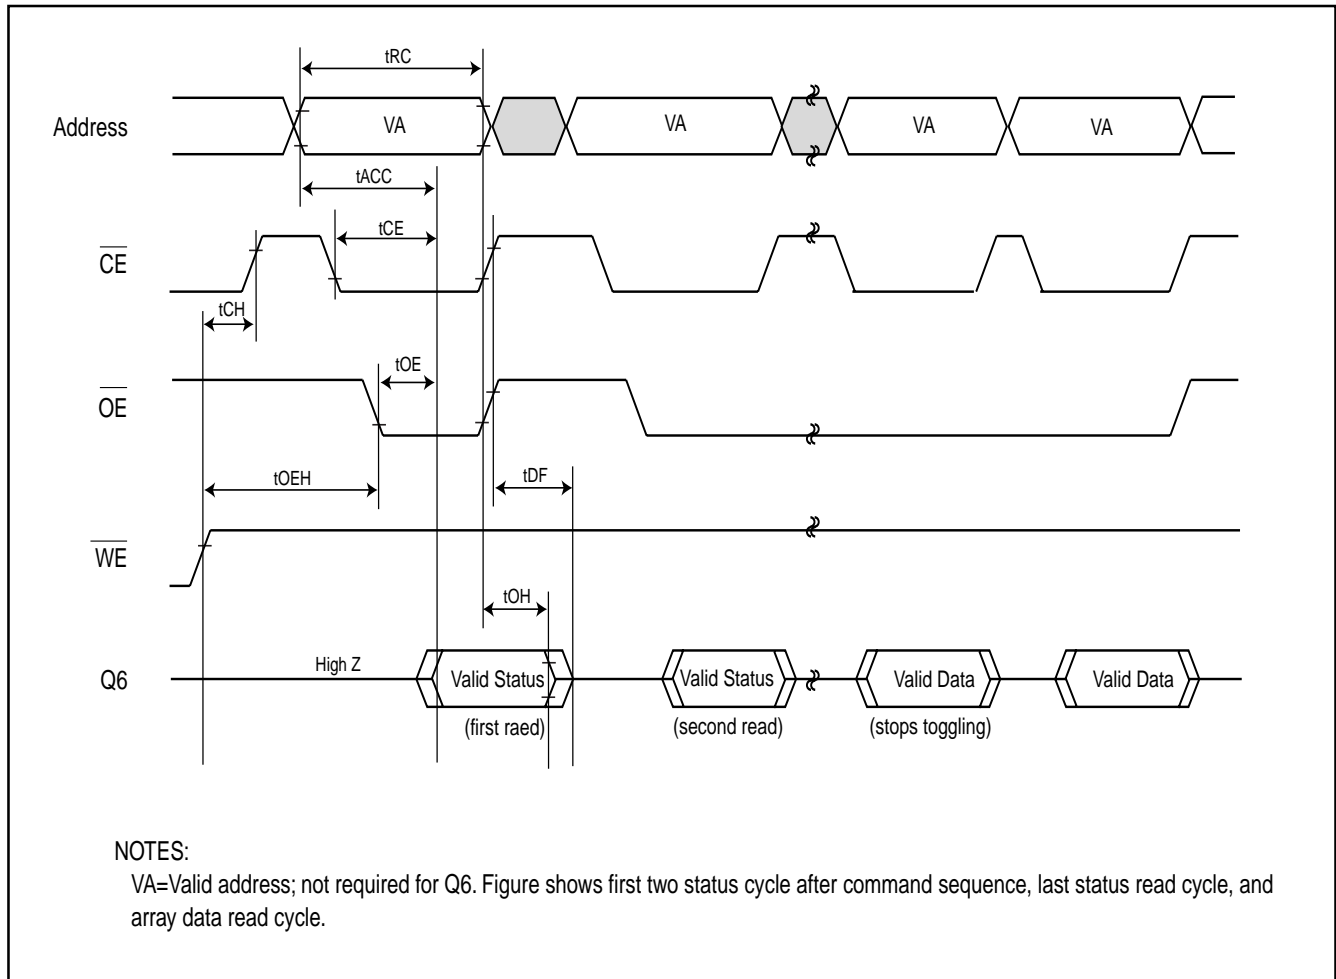 tRC
Address
VA
VA
VA
VA
tACC
tCE
CE
tCH
tOE
OE
tOEH
tDF
WE
tOH
Q6
High Z
Valid Status
Valid Status
Valid Data
Valid Data
(first raed)
(second read)
(stops toggling)
NOTES:
VA=Valid address; not required for Q6. Figure shows first two status cycle after command sequence, last status read cycle, and
array data read cycle.